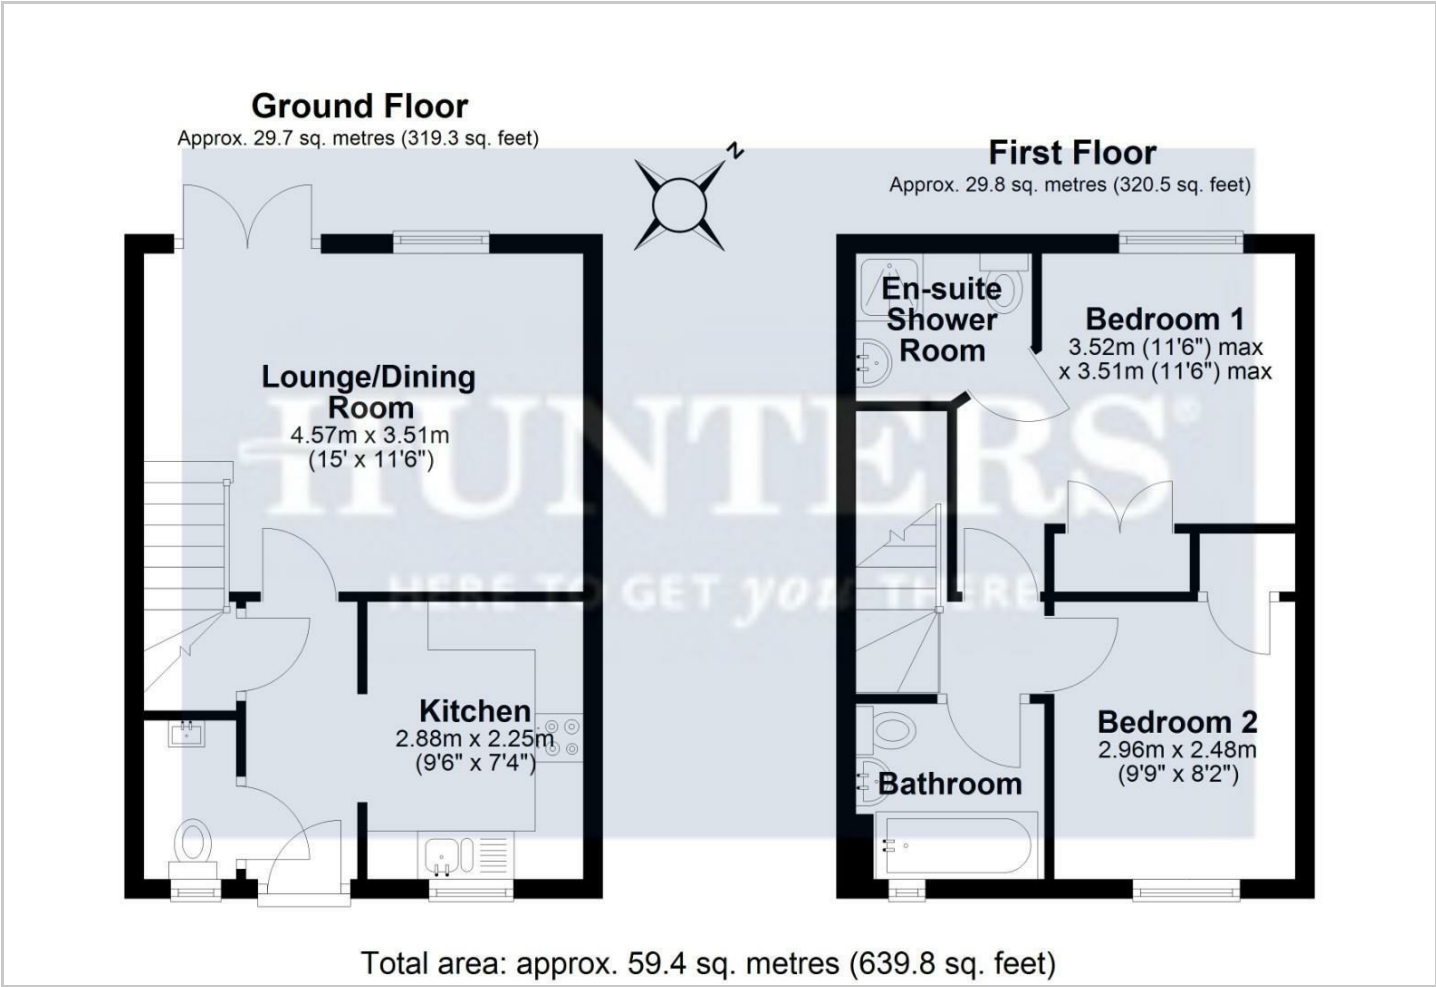 Ground Floor
Approx. 29.7 sq. metres (319.3 sq. feet)
N
First Floor
Approx. 29.8 sq. metres (320.5 sq. feet)
Lounge/Dining
Room
4.57m x 3.51m
(15' x 11'6")
Kitchen
2.88m x 2.25m
(9'6" x 7'4")
En-suite
Shower
Room
Bedroom 1
3.52m (11'6") max
x 3.51m (11'6") max
Bedroom 2
2.96m x 2.48m
(9'9" x 8'2")
Bathroom
HUNTERS®
HERE TO GET you THERE
Total area: approx. 59.4 sq. metres (639.8 sq. feet)